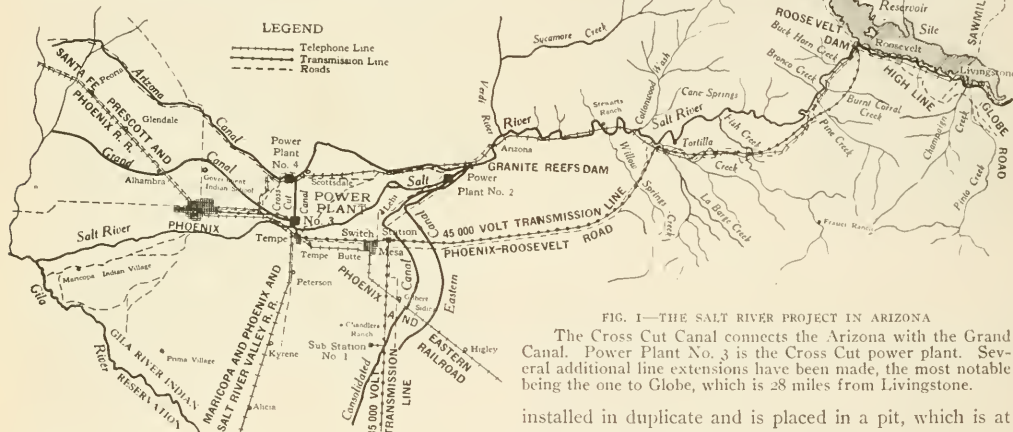 LEGEND
Telephone Line
Transmission Line
Roads
SANTA FE
PRESCOTT AND
PHOENIX R. R.
Peoria
Arizona
Canal
Glendale
Grand
Canal
Alhambra
Government
Indian School
Power
Plant
No. 4
Cross
Cut
Canal
Scottsdale
POWER
PLANT
No. 3
PHOENIX
Salt River
Tempe
Tempe Butte
Switch Station
Mesa
Lehi
Salt
River
Verdi
River
Sycamore Creek
Arizona
GRANITE REEFS DAM
Power
Plant No. 2
45 000 VOLT TRANSMISSION LINE
PHOENIX-ROOSEVELT ROAD
Canal
Maricopa Indian Village
Gila
River
GILA RIVER INDIAN
RESERVATION
Pima Village
MARICOPA AND PHOENIX AND
SALT RIVER VALLEY R. R.
Peterson
Kyrene
PHOENIX
AND
EASTERN
RAILROAD
Gilbert
Siding
Higley
Chandlers
Ranch
Sub Station
No 1
Consolidated
Canal
Eastern
45 000 VOLT
TRANSMISSION
LINE
Stewarts
Ranch
Cottonwood Wash
Cane Springs
Salt River
Tortilla
Creek
Fish Creek
Willow
Springs
Creek
La Barge Creek
Frases Ranch
Reservoir
Site
ROOSEVELT
DAM
Roosevelt
Buck Horn Creek
Bronco Creek
HIGH LINE
Burnt Corral
Creek
Pine Creek
Livingstone
SAWMILL
GLOBE
ROAD
Pinto Creek
FIG. 1—THE SALT RIVER PROJECT IN ARIZONA
The Cross Cut Canal connects the Arizona with the Grand
Canal. Power Plant No. 3 is the Cross Cut power plant. Sev-
eral additional line extensions have been made, the most notable
being the one to Globe, which is 28 miles from Livingstone.
installed in duplicate and is placed in a pit, which is at